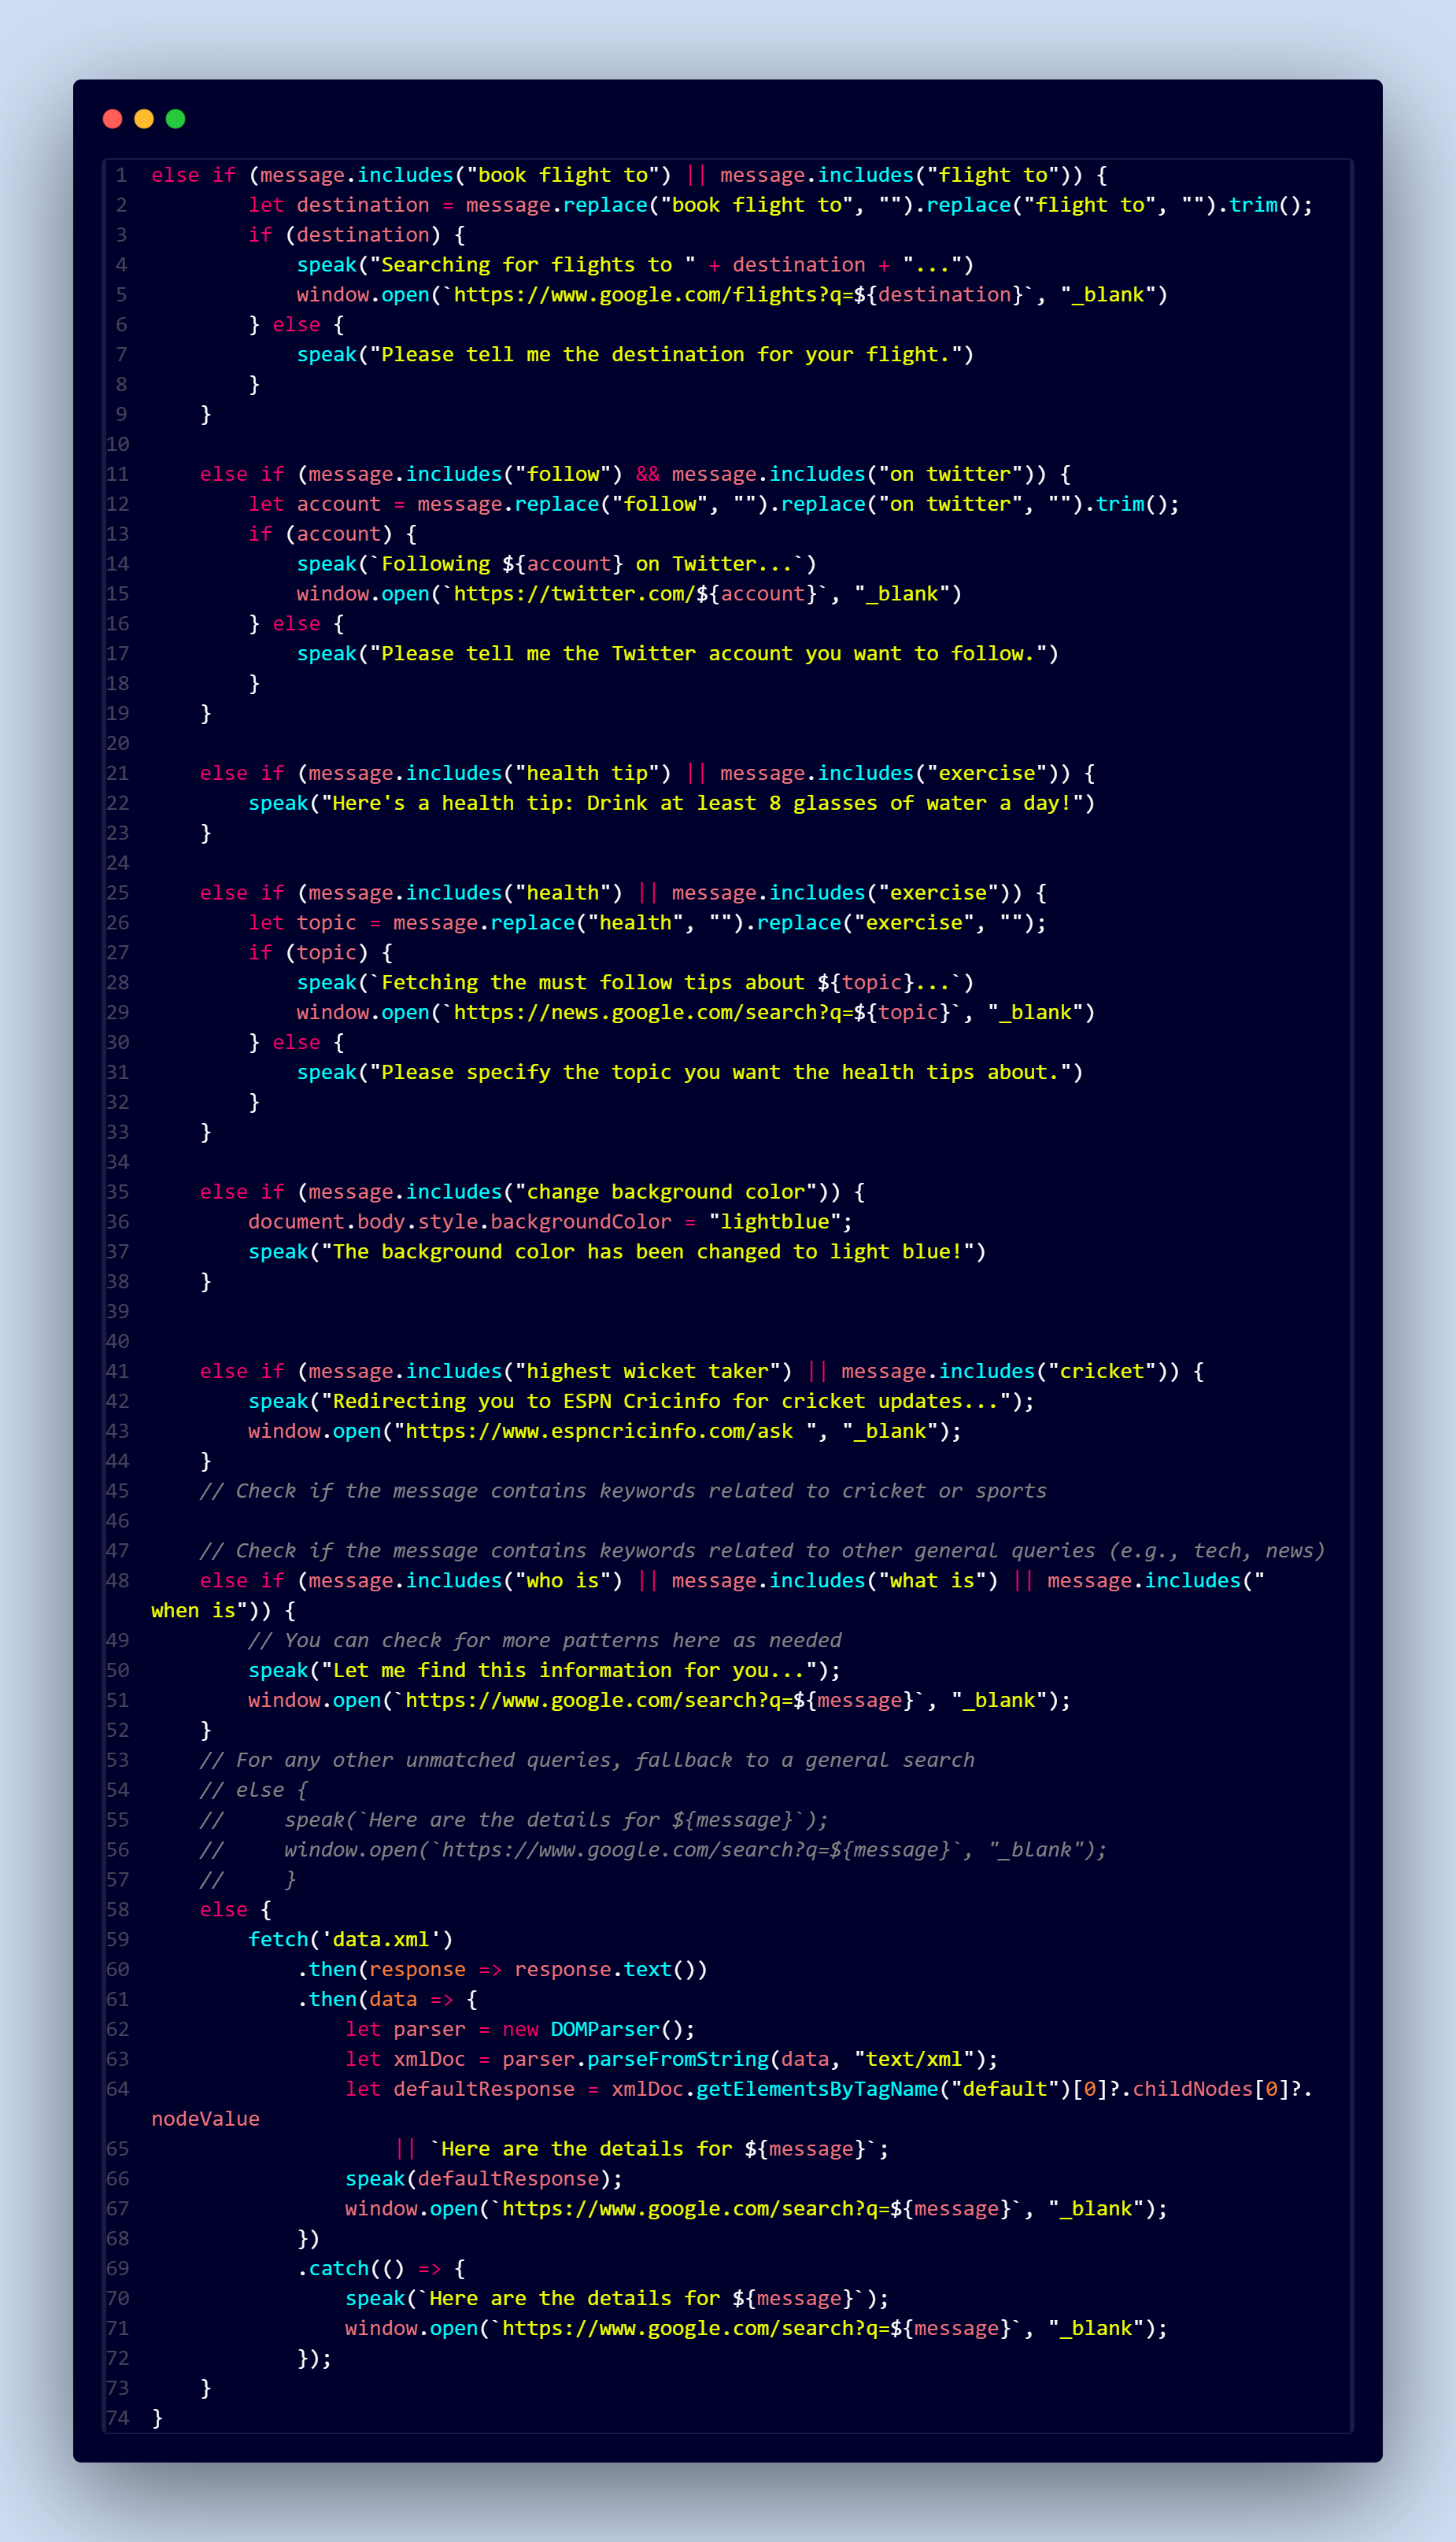 1 else if (message.includes("book flight to") || message.includes("flight to")) {
2         let destination = message.replace("book flight to", "").replace("flight to", "").trim();
3         if (destination) {
4             speak("Searching for flights to " + destination + "...")
5             window.open(`https://www.google.com/flights?q=${destination}`, "_blank")
6         } else {
7             speak("Please tell me the destination for your flight.")
8         }
9     }
10
11     else if (message.includes("follow") && message.includes("on twitter")) {
12         let account = message.replace("follow", "").replace("on twitter", "").trim();
13         if (account) {
14             speak(`Following ${account} on Twitter...`)
15             window.open(`https://twitter.com/${account}`, "_blank")
16         } else {
17             speak("Please tell me the Twitter account you want to follow.")
18         }
19     }
20
21     else if (message.includes("health tip") || message.includes("exercise")) {
22         speak("Here's a health tip: Drink at least 8 glasses of water a day!")
23     }
24
25     else if (message.includes("health") || message.includes("exercise")) {
26         let topic = message.replace("health", "").replace("exercise", "");
27         if (topic) {
28             speak(`Fetching the must follow tips about ${topic}...`)
29             window.open(`https://news.google.com/search?q=${topic}`, "_blank")
30         } else {
31             speak("Please specify the topic you want the health tips about.")
32         }
33     }
34
35     else if (message.includes("change background color")) {
36         document.body.style.backgroundColor = "lightblue";
37         speak("The background color has been changed to light blue!")
38     }
39
40
41     else if (message.includes("highest wicket taker") || message.includes("cricket")) {
42         speak("Redirecting you to ESPN Cricinfo for cricket updates...");
43         window.open("https://www.espncricinfo.com/ask ", "_blank");
44     }
45     // Check if the message contains keywords related to cricket or sports
46
47     // Check if the message contains keywords related to other general queries (e.g., tech, news)
48     else if (message.includes("who is") || message.includes("what is") || message.includes("
when is")) {
49         // You can check for more patterns here as needed
50         speak("Let me find this information for you...");
51         window.open(`https://www.google.com/search?q=${message}`, "_blank");
52     }
53     // For any other unmatched queries, fallback to a general search
54     // else {
55     //     speak(`Here are the details for ${message}`);
56     //     window.open(`https://www.google.com/search?q=${message}`, "_blank");
57     //     }
58     else {
59         fetch('data.xml')
60             .then(response => response.text())
61             .then(data => {
62                 let parser = new DOMParser();
63                 let xmlDoc = parser.parseFromString(data, "text/xml");
64                 let defaultResponse = xmlDoc.getElementsByTagName("default")[0]?.childNodes[0]?.
nodeValue
65                     || `Here are the details for ${message}`;
66                 speak(defaultResponse);
67                 window.open(`https://www.google.com/search?q=${message}`, "_blank");
68             })
69             .catch(() => {
70                 speak(`Here are the details for ${message}`);
71                 window.open(`https://www.google.com/search?q=${message}`, "_blank");
72             });
73     }
74 }